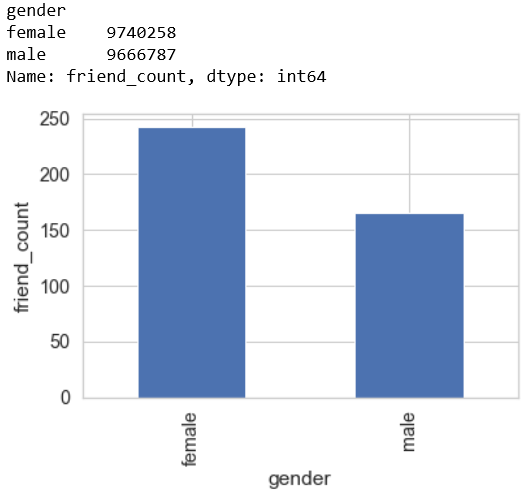 gender
female    9740258
male      9666787
Name: friend_count, dtype: int64
250
200
150
100
50
0
friend_count
female
male
gender